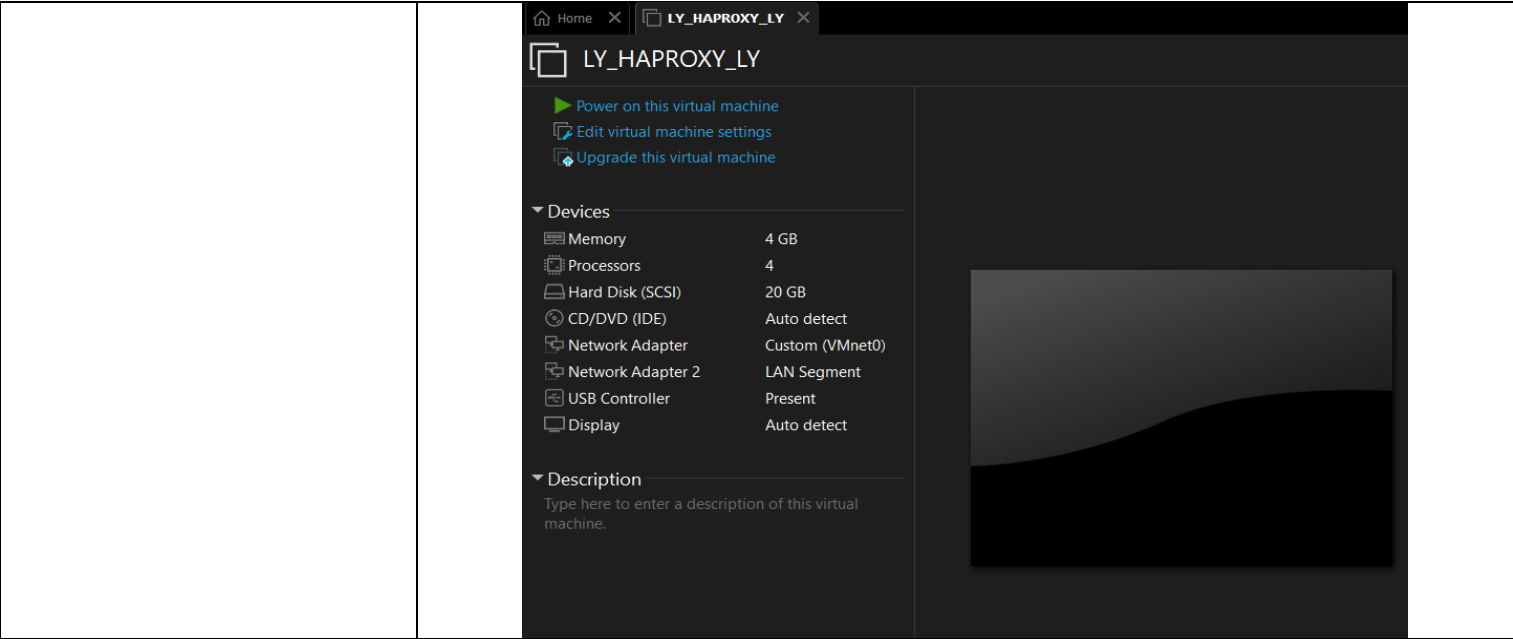 Home LY_HAPROXY_LY
LY_HAPROXY_LY
Power on this virtual machine
Edit virtual machine settings
Upgrade this virtual machine
Devices
Memory 4 GB
Processors 4
Hard Disk (SCSI) 20 GB
CD/DVD (IDE) Auto detect
Network Adapter Custom (VMnet0)
Network Adapter 2 LAN Segment
USB Controller Present
Display Auto detect
Description
Type here to enter a description of this virtual
machine.